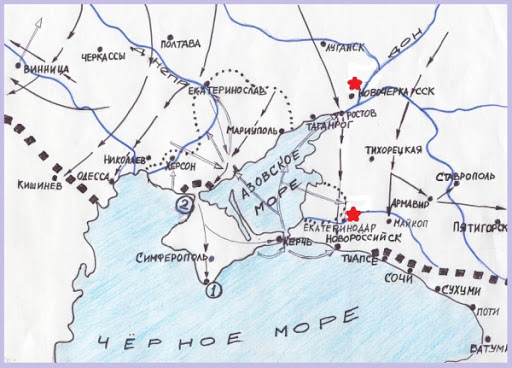 ПОЛТАВА
ЛУГАНСК
ДОН
ЧЕРКАССЫ
ВИННИЦА
ДНЕПР
ЕКАТЕРИНОСЛАВ
НОВОЧЕРКАССК
РОСТОВ
ТАГАНРОГ
МАРИУПОЛЬ
ТИХОРЕЦКАЯ
НИКОЛАЕВ
ХЕРСОН
АЗОВСКОЕ
МОРЕ
СТАВРОПОЛЬ
КИШИНЕВ
ОДЕССА
АРМАВИР
2
МАЙКОП
ПЯТИГОРСК
ЕКАТЕРИНОДАР
КЕРЧЬ
НОВОРОССИЙСК
СИМФЕРОПОЛЬ
ТУАПСЕ
СОЧИ
1
СУХУМИ
ПОТИ
ЧЁРНОЕ МОРЕ
БАТУМИ